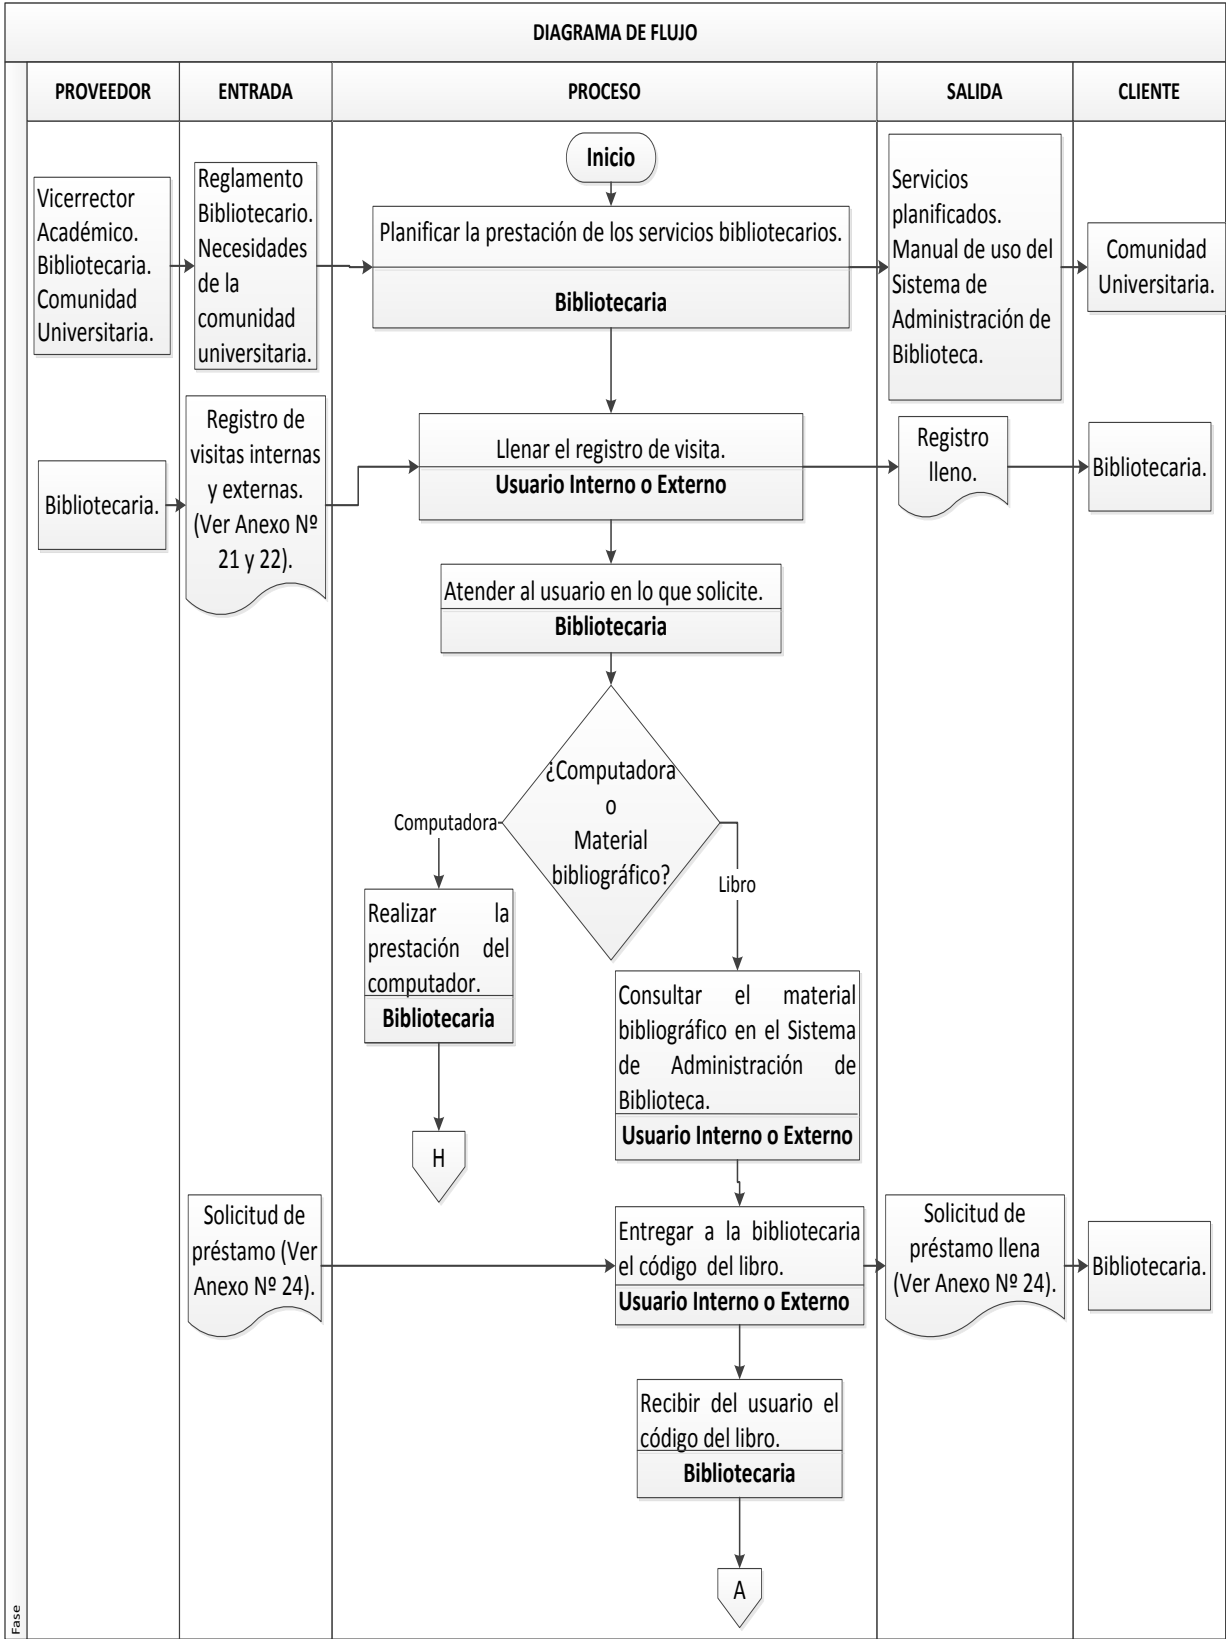 DIAGRAMA DE FLUJO
PROVEEDOR
ENTRADA
PROCESO
SALIDA
CLIENTE
Inicio
Vicerrector
Académico.
Bibliotecaria.
Comunidad
Universitaria.
Reglamento
Bibliotecario.
Necesidades
de la
comunidad
universitaria.
Planificar la prestación de los servicios bibliotecarios.
Bibliotecaria
Servicios
planificados.
Manual de uso del
Sistema de
Administración de
Biblioteca.
Comunidad
Universitaria.
Bibliotecaria.
Registro de
visitas internas
y externas.
(Ver Anexo Nº
21 y 22).
Llenar el registro de visita.
Usuario Interno o Externo
Registro
lleno.
Bibliotecaria.
Atender al usuario en lo que solicite.
Bibliotecaria
¿Computadora
o
Material
bibliográfico?
Computadora
Libro
Realizar la
prestación del
computador.
Bibliotecaria
H
Consultar el material
bibliográfico en el Sistema
de Administración de
Biblioteca.
Usuario Interno o Externo
Solicitud de
préstamo (Ver
Anexo Nº 24).
Entregar a la bibliotecaria
el código del libro.
Usuario Interno o Externo
Solicitud de
préstamo llena
(Ver Anexo Nº 24).
Bibliotecaria.
Recibir del usuario el
código del libro.
Bibliotecaria
A
Fase